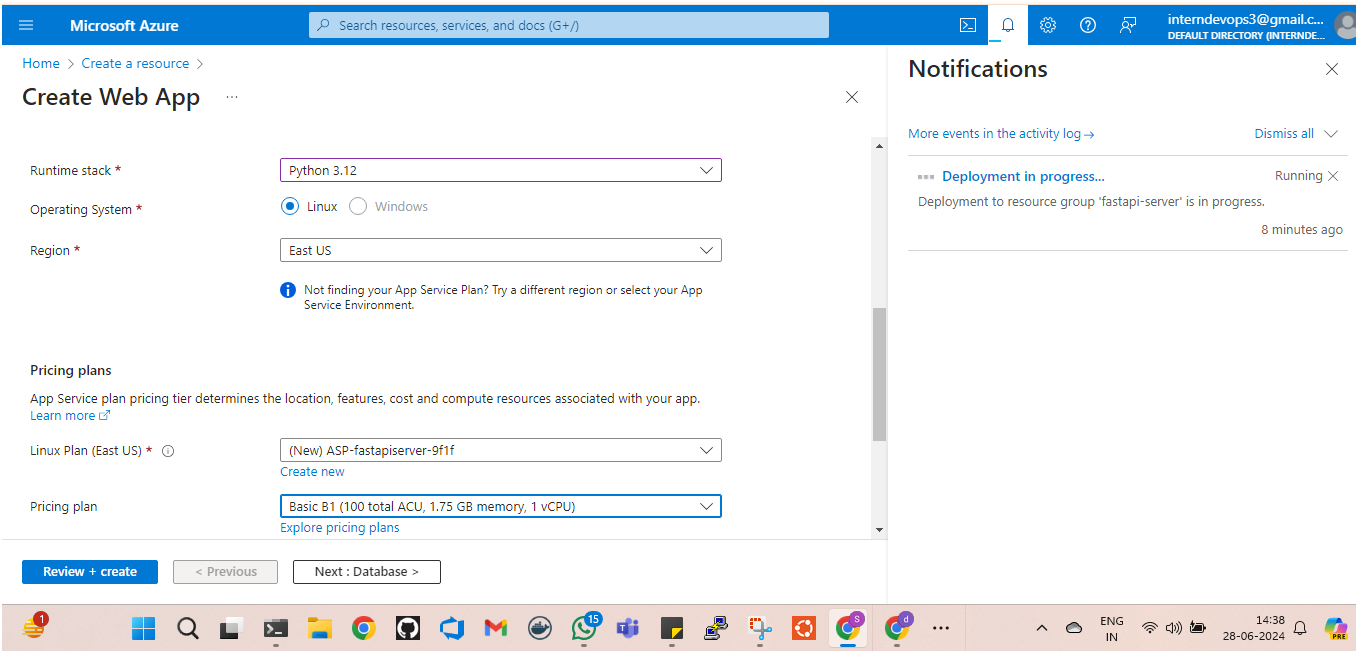 Microsoft Azure
Search resources, services, and docs (G+/)
interndevops3@gmail.c...
DEFAULT DIRECTORY (INTERNDE...
Home > Create a resource >
Create Web App ...
Runtime stack *
Python 3.12
Operating System *
Linux
Windows
Region *
East US
Not finding your App Service Plan? Try a different region or select your App
Service Environment.
Pricing plans
App Service plan pricing tier determines the location, features, cost and compute resources associated with your app.
Learn more
Linux Plan (East US) *
(New) ASP-fastapiserver-9f1f
Create new
Pricing plan
Basic B1 (100 total ACU, 1.75 GB memory, 1 vCPU)
Explore pricing plans
Review + create
< Previous
Next : Database >
Notifications
More events in the activity log →
Dismiss all
Deployment in progress...
Running
Deployment to resource group 'fastapi-server' is in progress.
8 minutes ago
1
15
S
d
ENG
IN
14:38
28-06-2024
PRE